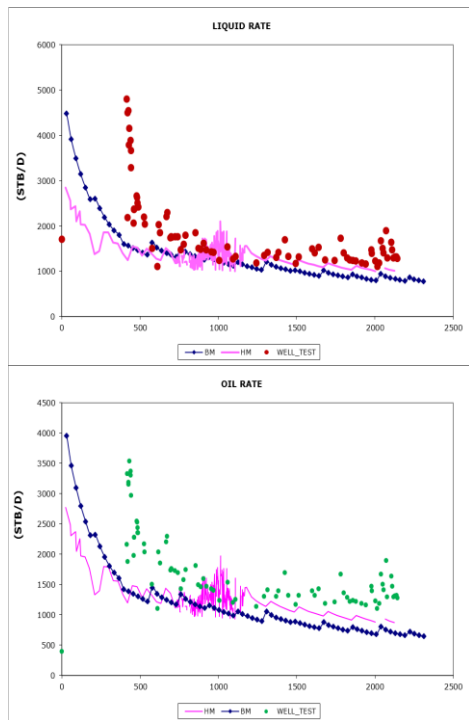 LIQUID RATE
(STB/D)
6000
5000
4000
3000
2000
1000
0
0 500 1000 1500 2000 2500
BM HM WELL_TEST
OIL RATE
(STB/D)
4500
4000
3500
3000
2500
2000
1500
1000
500
0
0 500 1000 1500 2000 2500
HM BM WELL_TEST